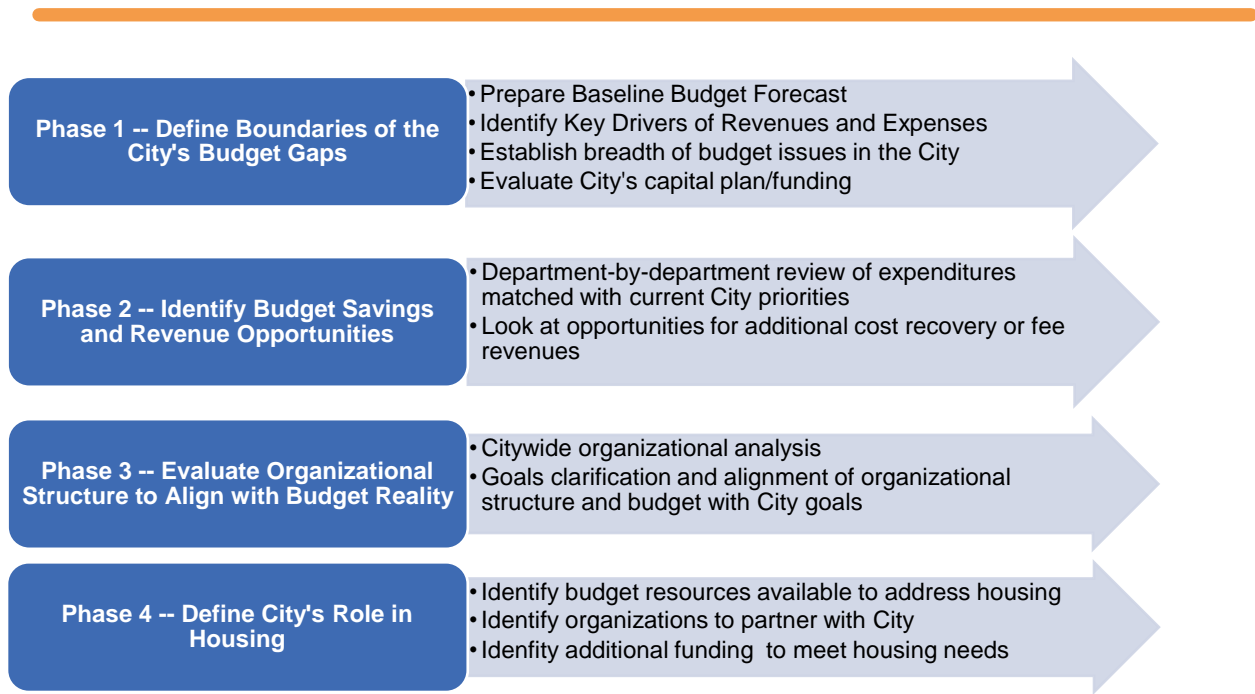 Phase 1 -- Define Boundaries of the
City's Budget Gaps
•Prepare Baseline Budget Forecast
•Identify Key Drivers of Revenues and Expenses
•Establish breadth of budget issues in the City
•Evaluate City's capital plan/funding
Phase 2 -- Identify Budget Savings
and Revenue Opportunities
•Department-by-department review of expenditures
matched with current City priorities
•Look at opportunities for additional cost recovery or fee
revenues
Phase 3 -- Evaluate Organizational
Structure to Align with Budget Reality
•Citywide organizational analysis
•Goals clarification and alignment of organizational
structure and budget with City goals
Phase 4 -- Define City's Role in
Housing
•Identify budget resources available to address housing
•Identify organizations to partner with City
•Idenfity additional funding  to meet housing needs